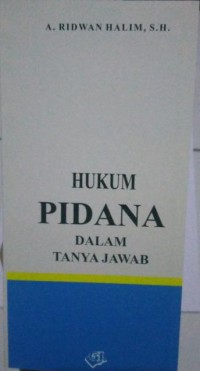 A. RIDWAN HALIM, S.H.
HUKUM
PIDANA
DALAM
TANYA JAWAB